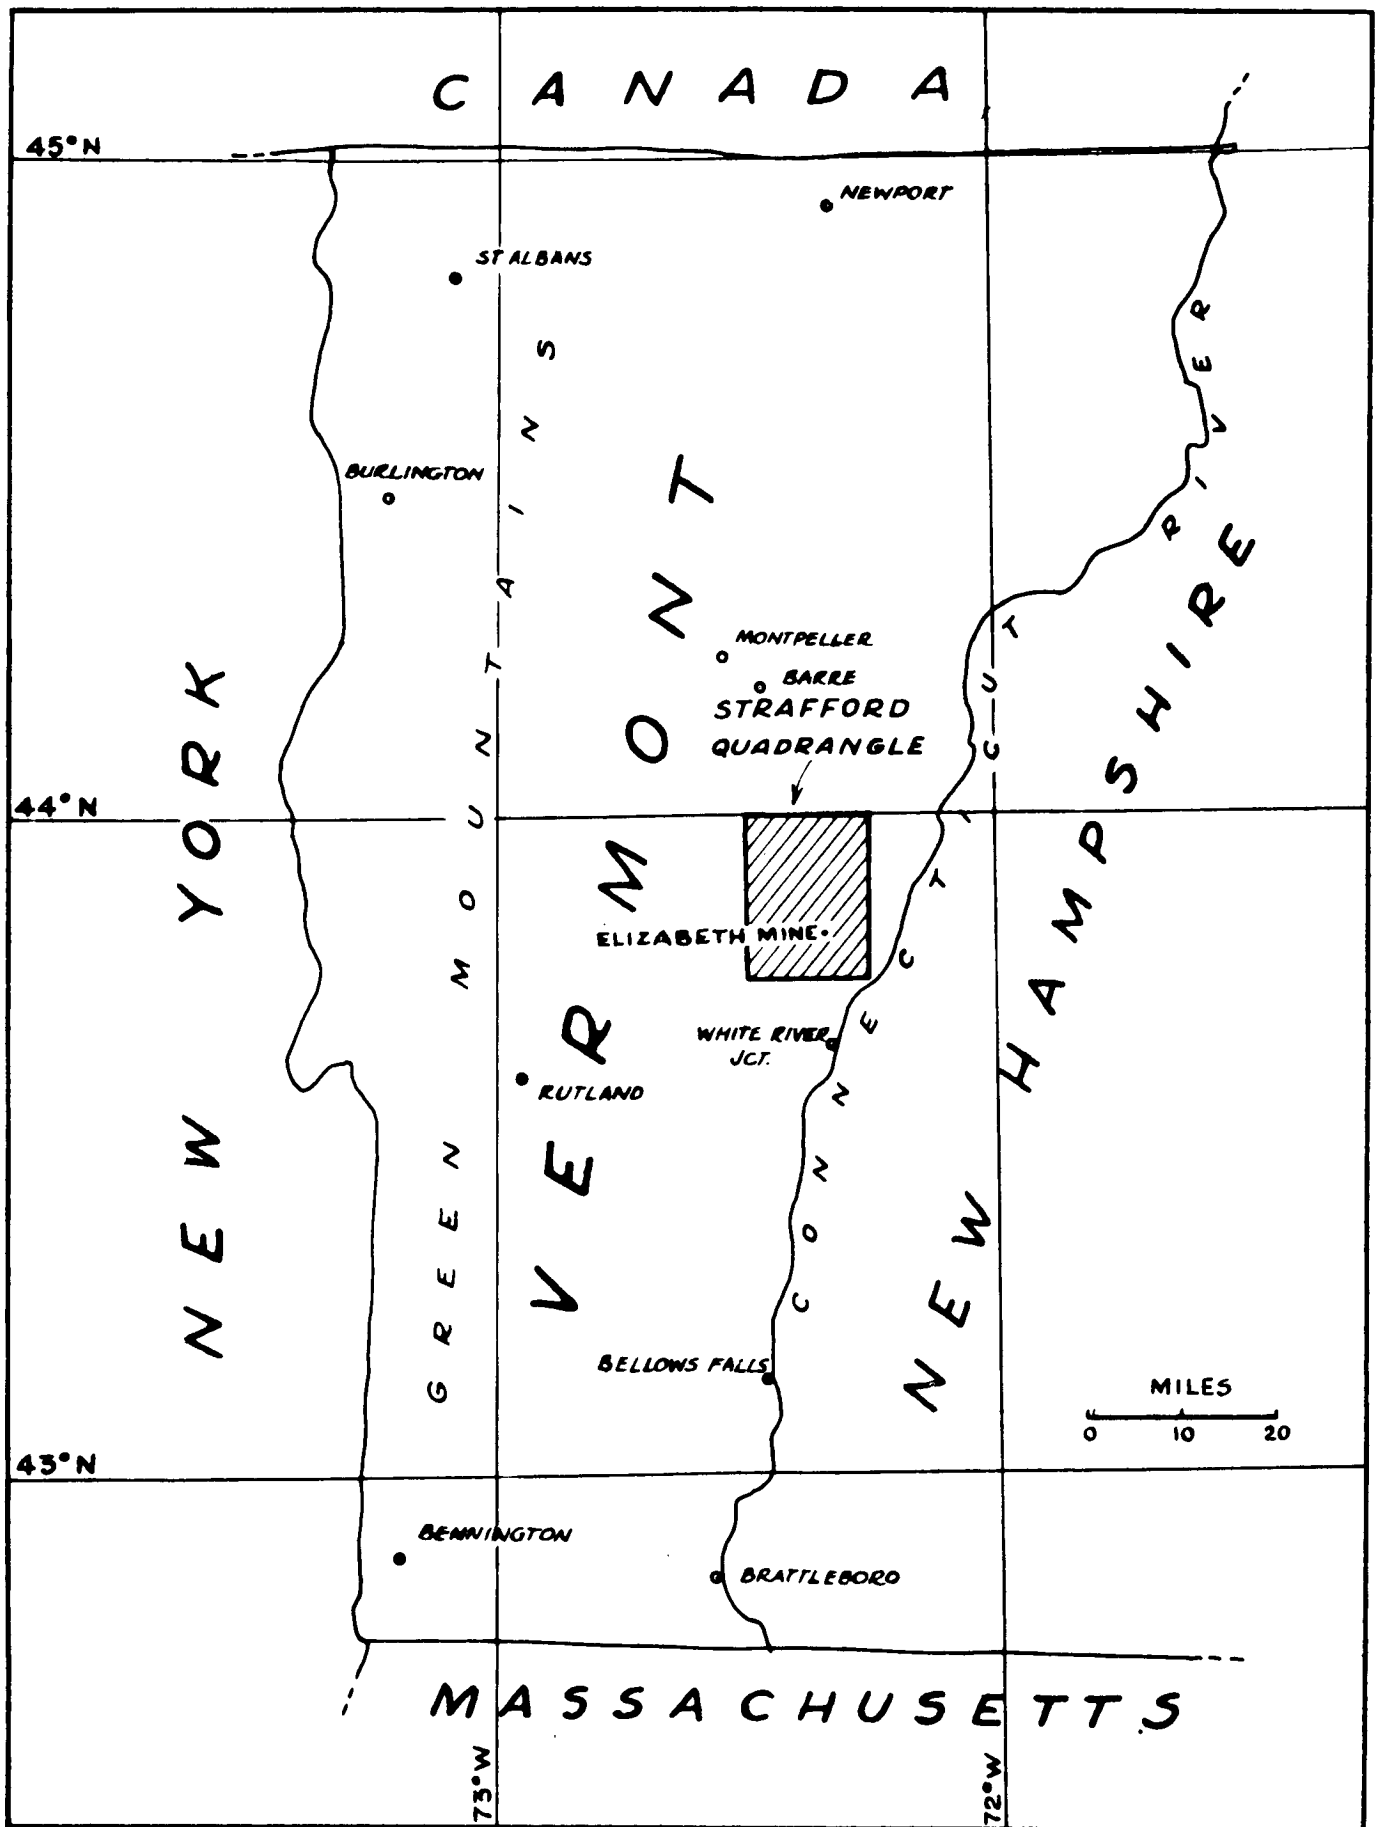 CANADA
45°N
NEWPORT
ST ALBANS
BURLINGTON
GREEN MOUNTAINS
VERMONT
NEW YORK
MONTPELLER
BARRE
STRAFFORD
QUADRANGLE
44°N
ELIZABETH MINE
CONNECTICUT RIVER
NEW HAMPSHIRE
WHITE RIVER
JCT.
RUTLAND
BELLOWS FALLS
MILES
0 10 20
43°N
BENNINGTON
BRATTLEBORO
MASSACHUSETTS
73°W
72°W